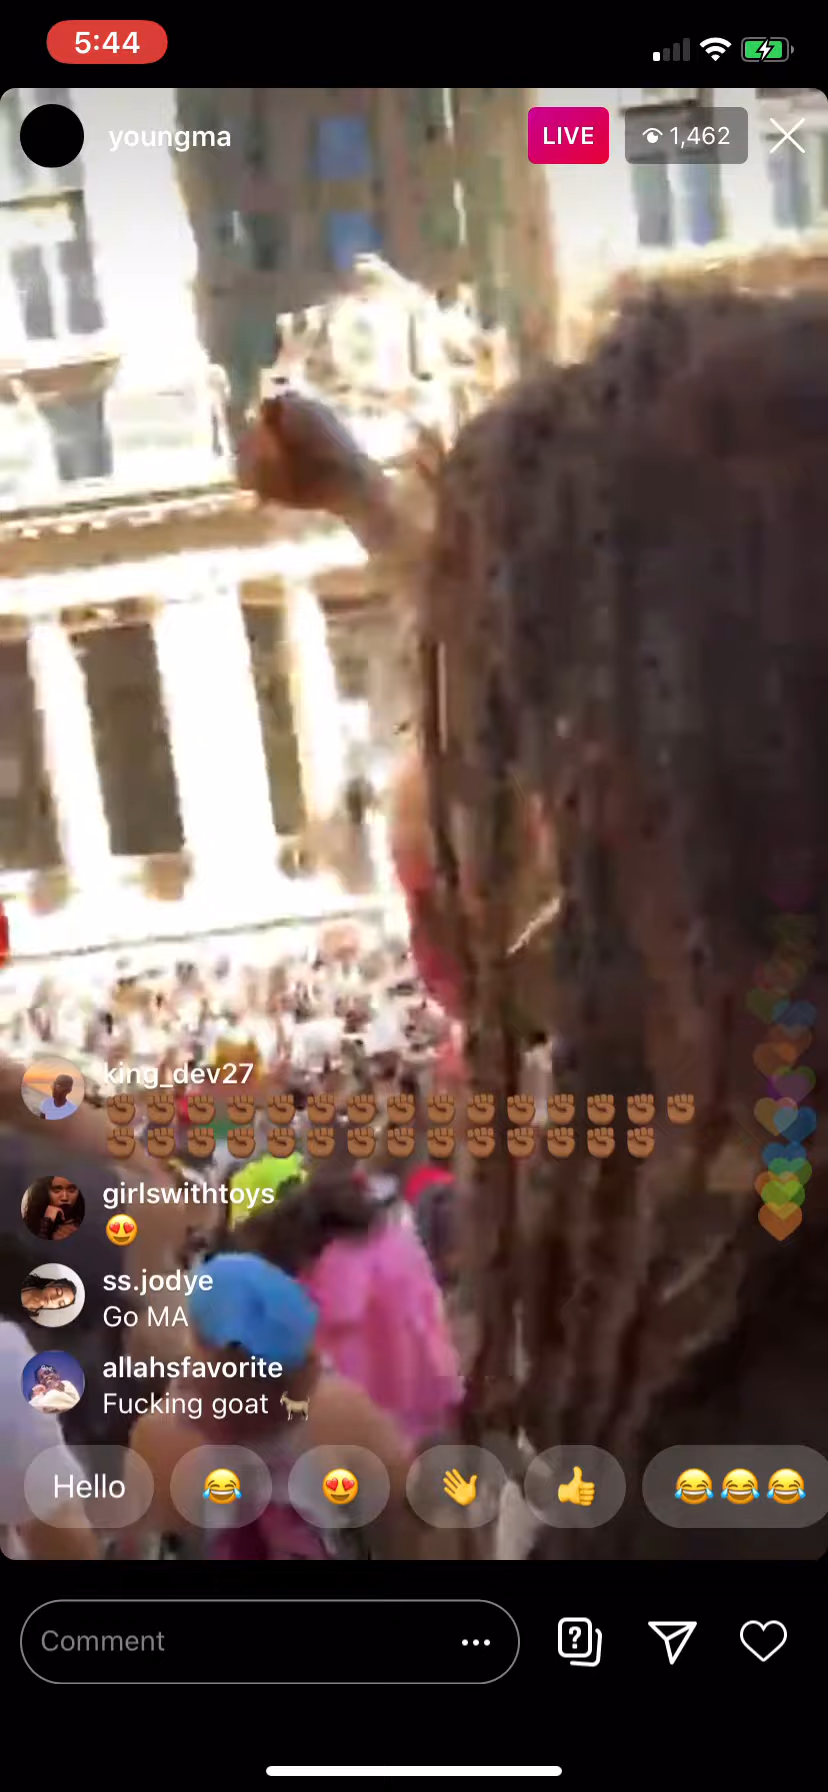 5:44
youngma LIVE 1,462
king_dev27
✊🏾✊🏾✊🏾✊🏾✊🏾✊🏾✊🏾✊🏾✊🏾✊🏾✊🏾✊🏾✊🏾✊🏾✊🏾
✊🏾✊🏾✊🏾✊🏾✊🏾✊🏾✊🏾✊🏾✊🏾✊🏾✊🏾✊🏾✊🏾✊🏾
girlswithtoys
😍
ss.jodye
Go MA
allahsfavorite
Fucking goat 🐐
Hello 😂 😍 👋 👍 😂😂😂
Comment